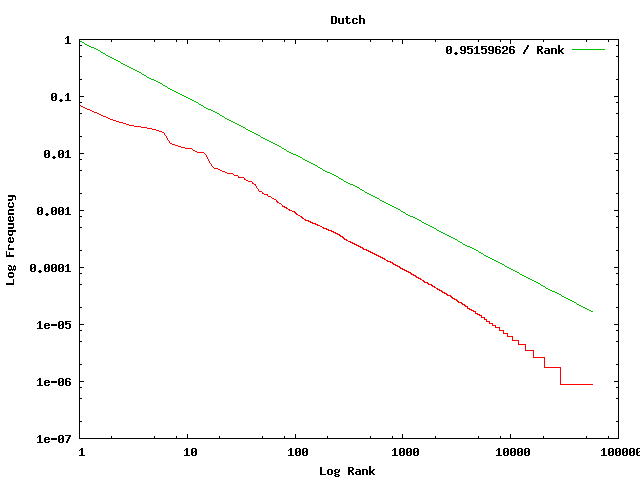 Dutch
0.95159626 / Rank
1
0.1
0.01
0.001
0.0001
1e-05
1e-06
1e-07
Log Frequency
1 10 100 1000 10000 100000
Log Rank